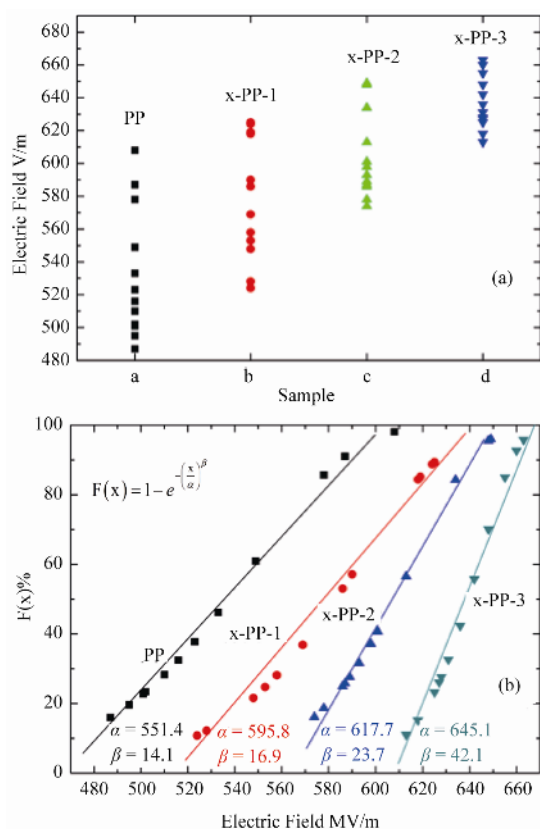 690
660
640
620
600
580
560
540
520
500
480
Electric Field V/m
PP
x-PP-1
x-PP-2
x-PP-3
(a)
a b c d
Sample
100
80
60
40
20
0
F(x)%
F(x) = 1 − e^{−(x/α)^β}
PP
x-PP-1
x-PP-2
x-PP-3
(b)
α = 551.4
β = 14.1
α = 595.8
β = 16.9
α = 617.7
β = 23.7
α = 645.1
β = 42.1
480 500 520 540 560 580 600 620 640 660
Electric Field MV/m